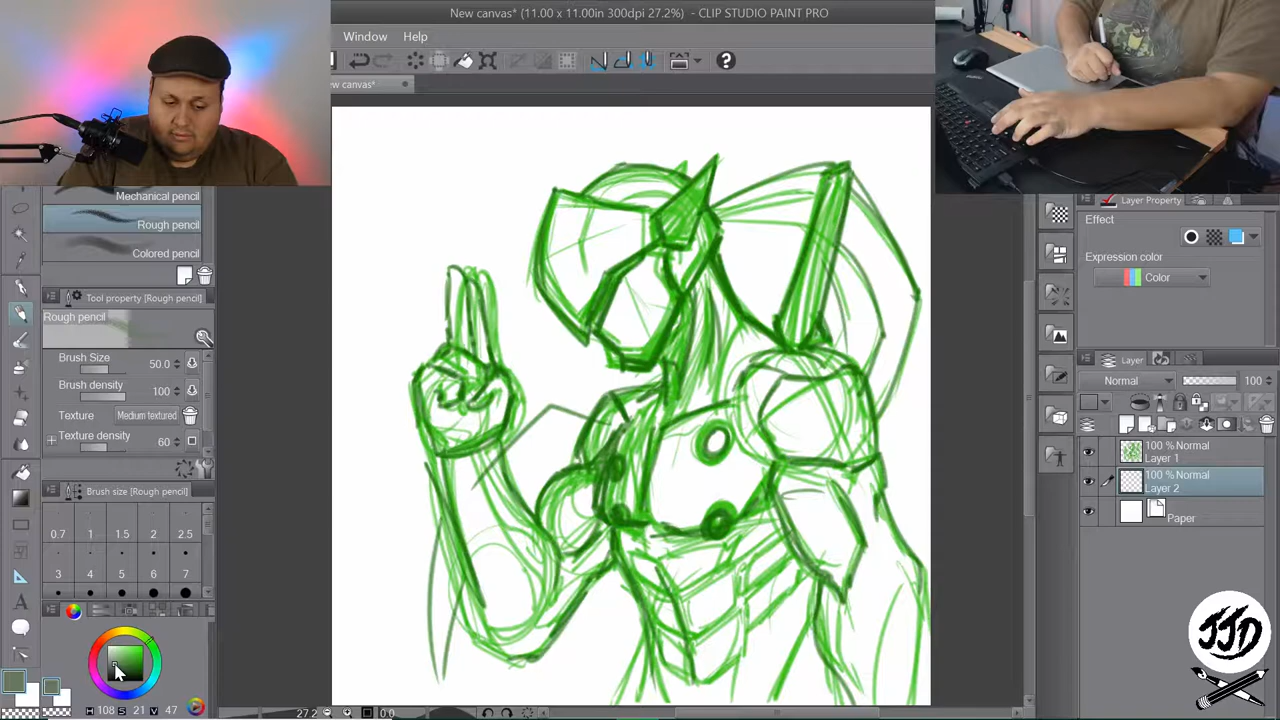 New canvas* (11.00 x 11.00in 300dpi 27.2%) - CLIP STUDIO PAINT PRO
Window Help
ew canvas*
Mechanical pencil
Rough pencil
Colored pencil
Tool property [Rough pencil]
Rough pencil
Brush Size 50.0
Brush density 100
Texture Medium textured
Texture density 60
Brush size [Rough pencil]
0.7 1 1.5 2 2.5
3 4 5 6 7
H 108 S 21 V 47
27.2 0.0
Layer Property
Effect
Expression color
Color
Layer
Normal 100
100 % Normal
Layer 1
100 % Normal
Layer 2
Paper
JJD